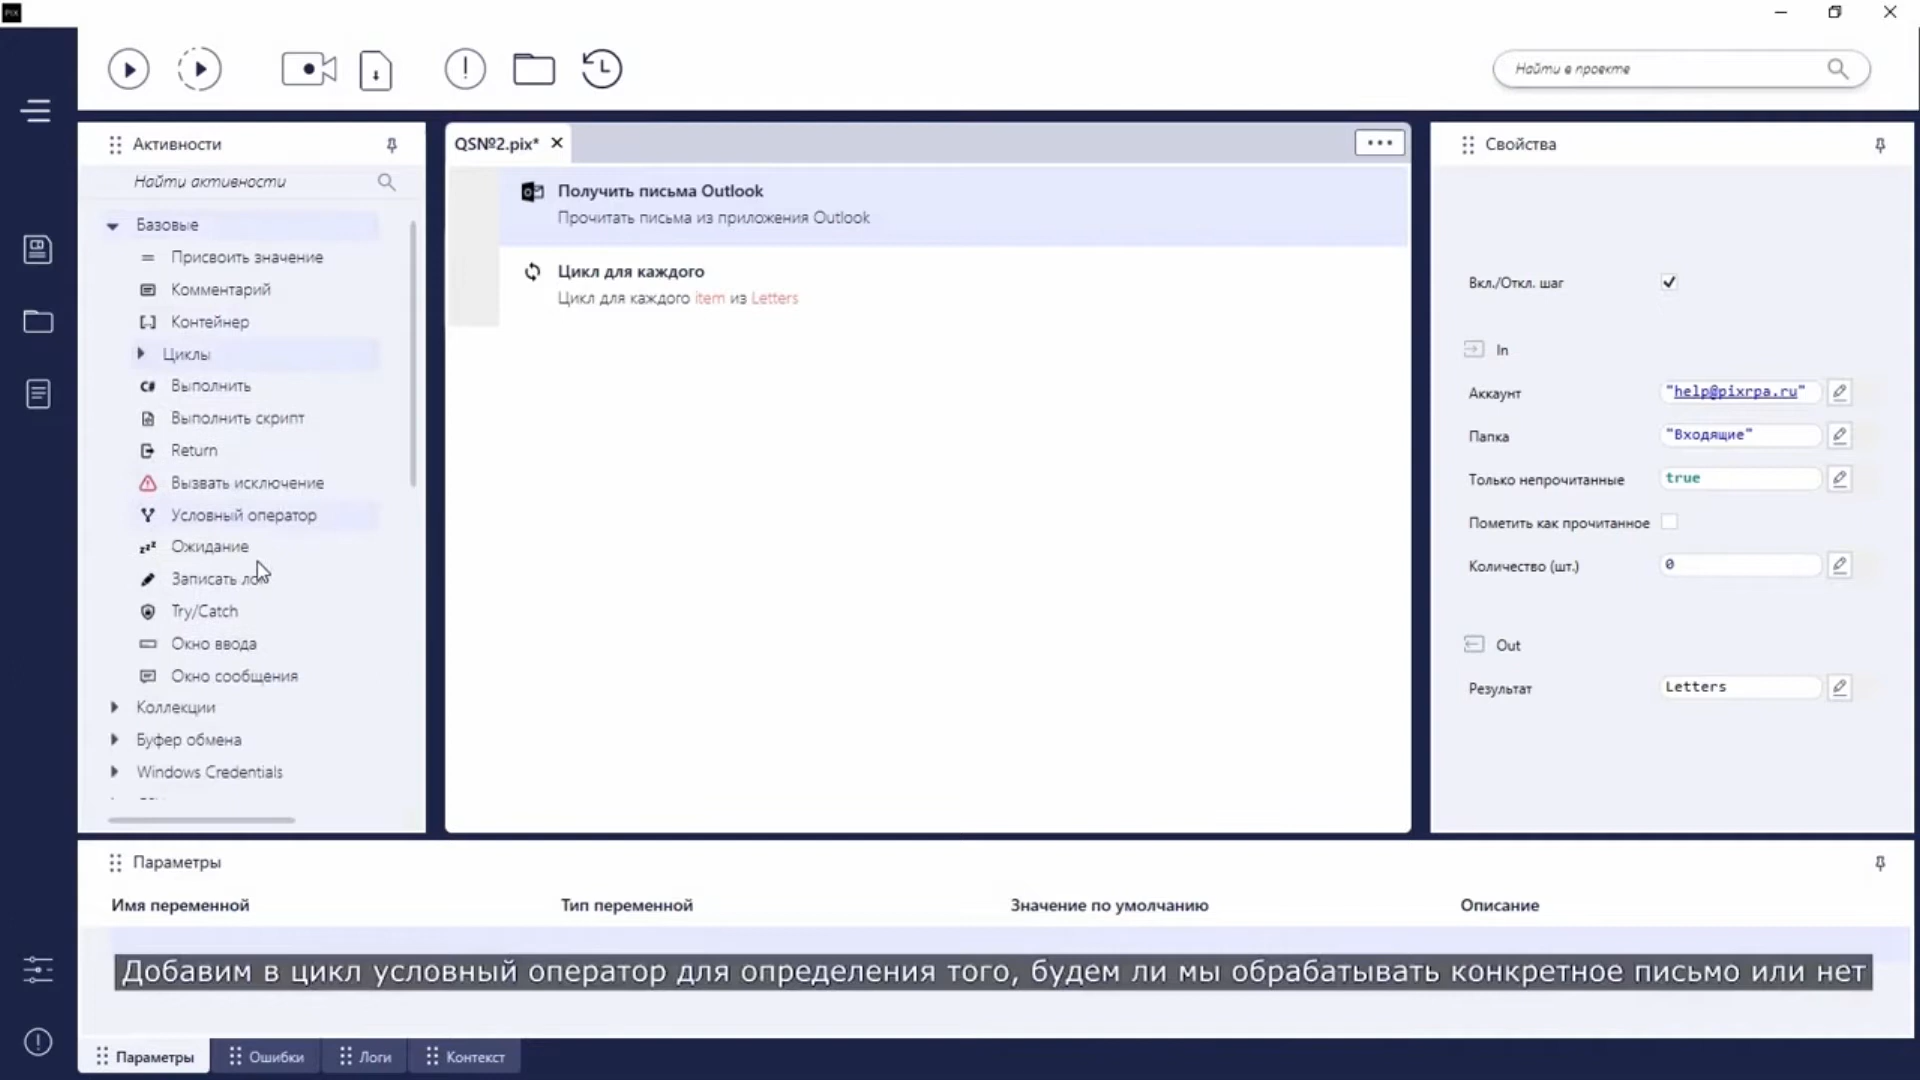 PIX
Найти в проекте
Активности
Найти активности
Базовые
Присвоить значение
Комментарий
Контейнер
Циклы
C# Выполнить
Выполнить скрипт
Return
Вызвать исключение
Условный оператор
Ожидание
Записать лог
Try/Catch
Окно ввода
Окно сообщения
Коллекции
Буфер обмена
Windows Credentials
QSNº2.pix*
Получить письма Outlook
Прочитать письма из приложения Outlook
Цикл для каждого
Цикл для каждого item из Letters
Свойства
Вкл./Откл. шаг
In
Аккаунт "help@pixrpa.ru"
Папка "Входящие"
Только непрочитанные true
Пометить как прочитанное
Количество (шт.) 0
Out
Результат Letters
Параметры
Имя переменной Тип переменной Значение по умолчанию Описание
Добавим в цикл условный оператор для определения того, будем ли мы обрабатывать конкретное письмо или нет
Параметры Ошибки Логи Контекст